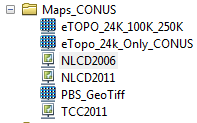 Maps_CONUS
eTOPO_24K_100K_250K
eTopo_24k_Only_CONUS
NLCD2006
NLCD2011
PBS_GeoTiff
TCC2011